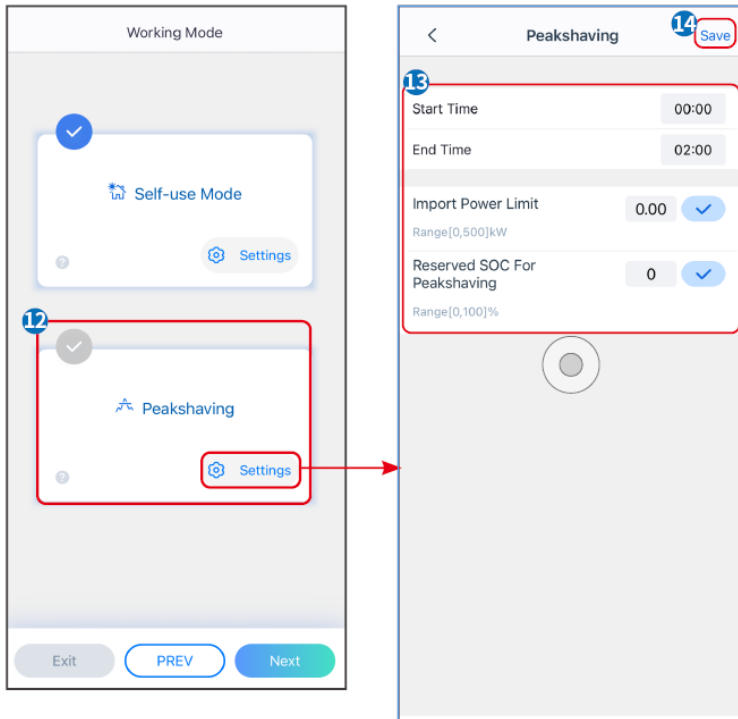 Working Mode
Self-use Mode
Settings
?
12
Peakshaving
Settings
?
Exit
PREV
Next
14
Peakshaving
Save
13
Start Time
00:00
End Time
02:00
Import Power Limit
0.00
Range[0,500]kW
Reserved SOC For
Peakshaving
0
Range[0,100]%